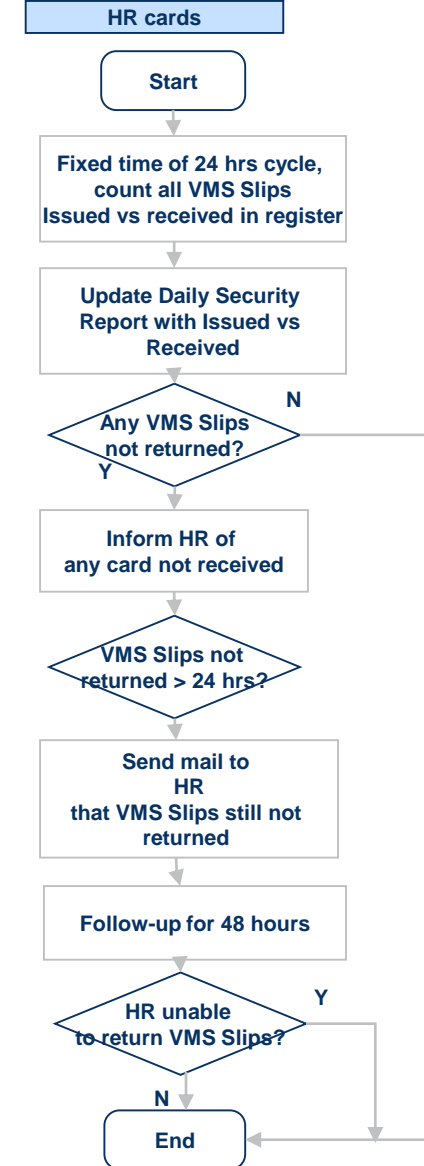 HR cards
Start
Fixed time of 24 hrs cycle,
count all VMS Slips
Issued vs received in register
Update Daily Security
Report with Issued vs
Received
N
Any VMS Slips
not returned?
Y
Inform HR of
any card not received
VMS Slips not
returned > 24 hrs?
Send mail to
HR
that VMS Slips still not
returned
Follow-up for 48 hours
Y
HR unable
to return VMS Slips?
N
End